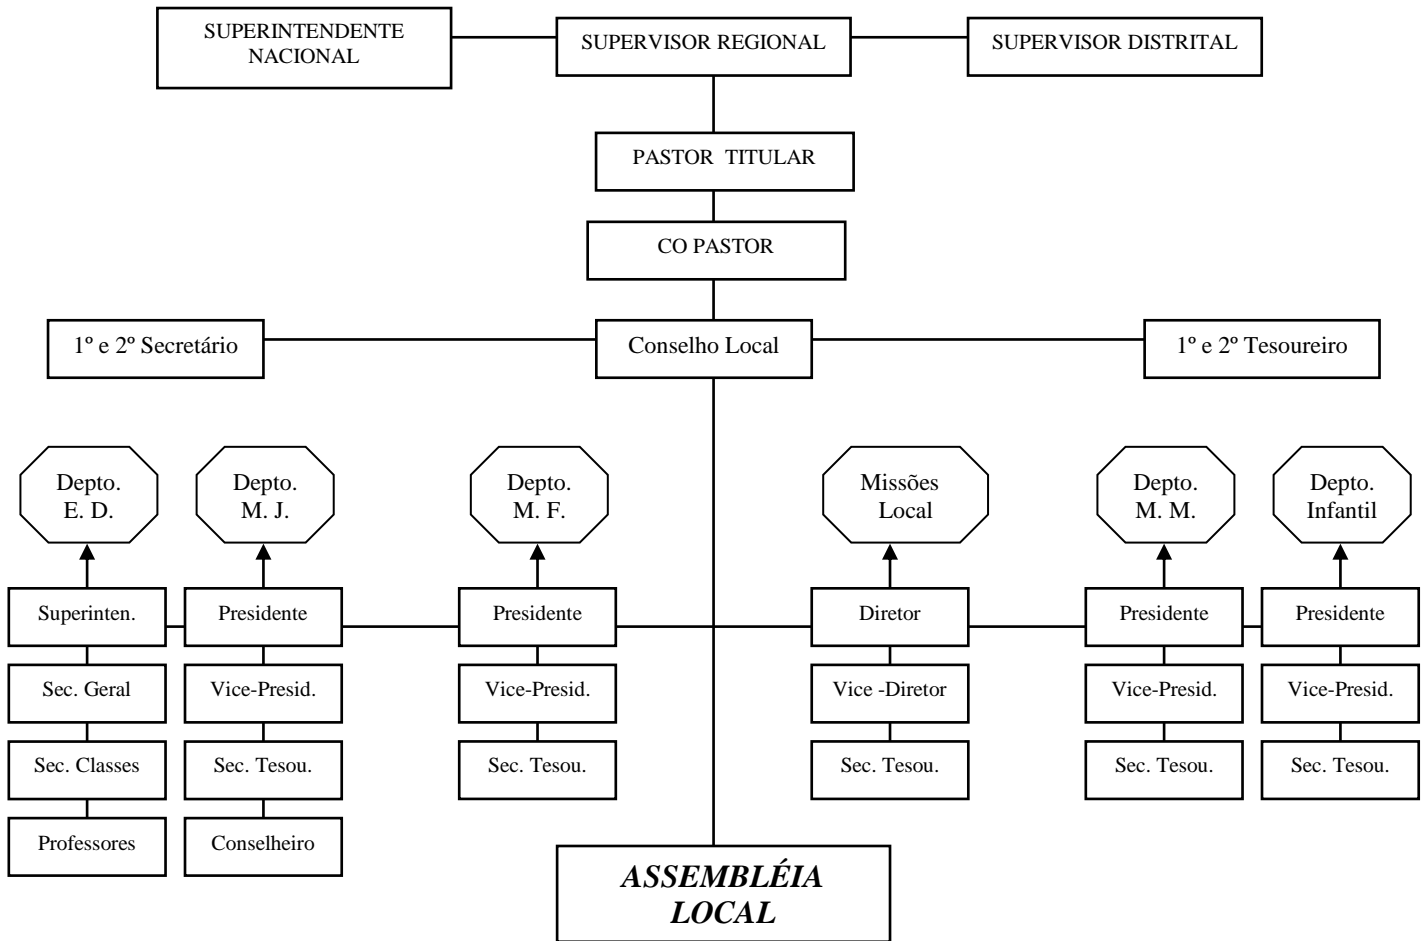 SUPERINTENDENTE
NACIONAL
SUPERVISOR REGIONAL
SUPERVISOR DISTRITAL
PASTOR  TITULAR
CO PASTOR
1º e 2º Secretário
Conselho Local
1º e 2º Tesoureiro
Depto.
E. D.
Depto.
M. J.
Depto.
M. F.
Missões
Local
Depto.
M. M.
Depto.
Infantil
Superinten.
Presidente
Presidente
Diretor
Presidente
Presidente
Sec. Geral
Vice-Presid.
Vice-Presid.
Vice -Diretor
Vice-Presid.
Vice-Presid.
Sec. Classes
Sec. Tesou.
Sec. Tesou.
Sec. Tesou.
Sec. Tesou.
Sec. Tesou.
Professores
Conselheiro
ASSEMBLÉIA
LOCAL